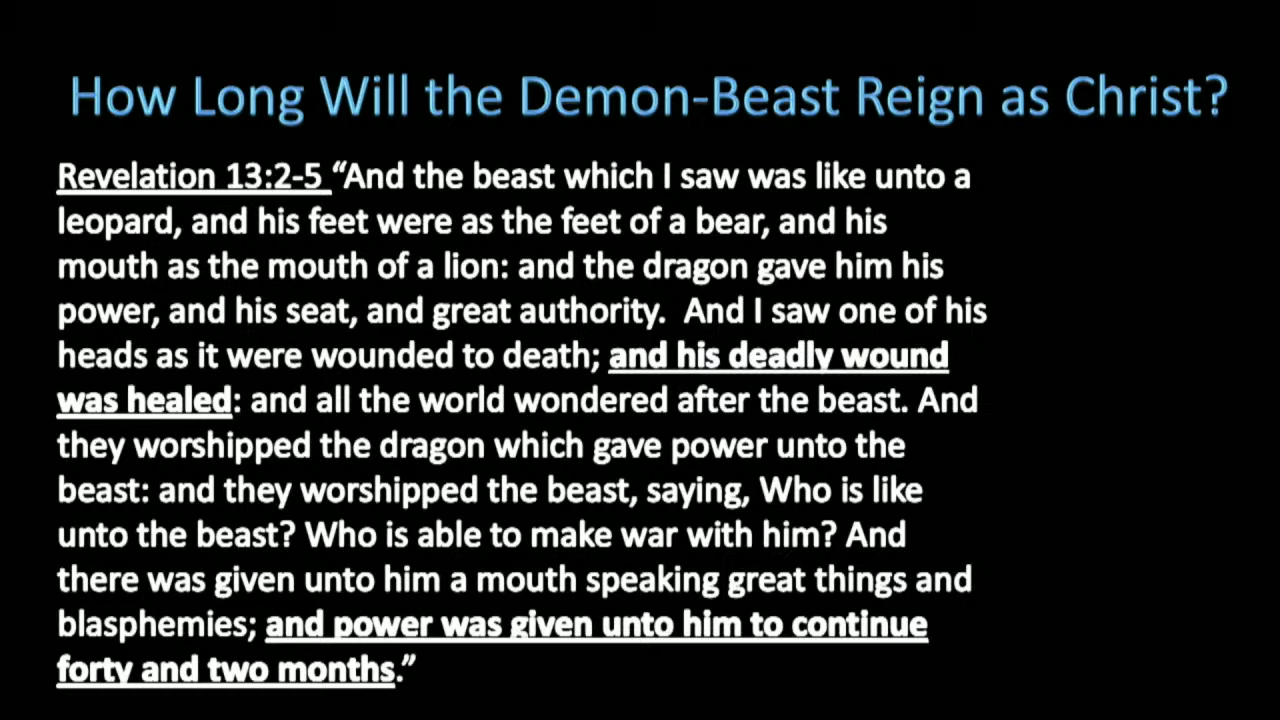 How Long Will the Demon-Beast Reign as Christ?
Revelation 13:2-5 “And the beast which I saw was like unto a
leopard, and his feet were as the feet of a bear, and his
mouth as the mouth of a lion: and the dragon gave him his
power, and his seat, and great authority.  And I saw one of his
heads as it were wounded to death; and his deadly wound
was healed: and all the world wondered after the beast. And
they worshipped the dragon which gave power unto the
beast: and they worshipped the beast, saying, Who is like
unto the beast? Who is able to make war with him? And
there was given unto him a mouth speaking great things and
blasphemies; and power was given unto him to continue
forty and two months.”